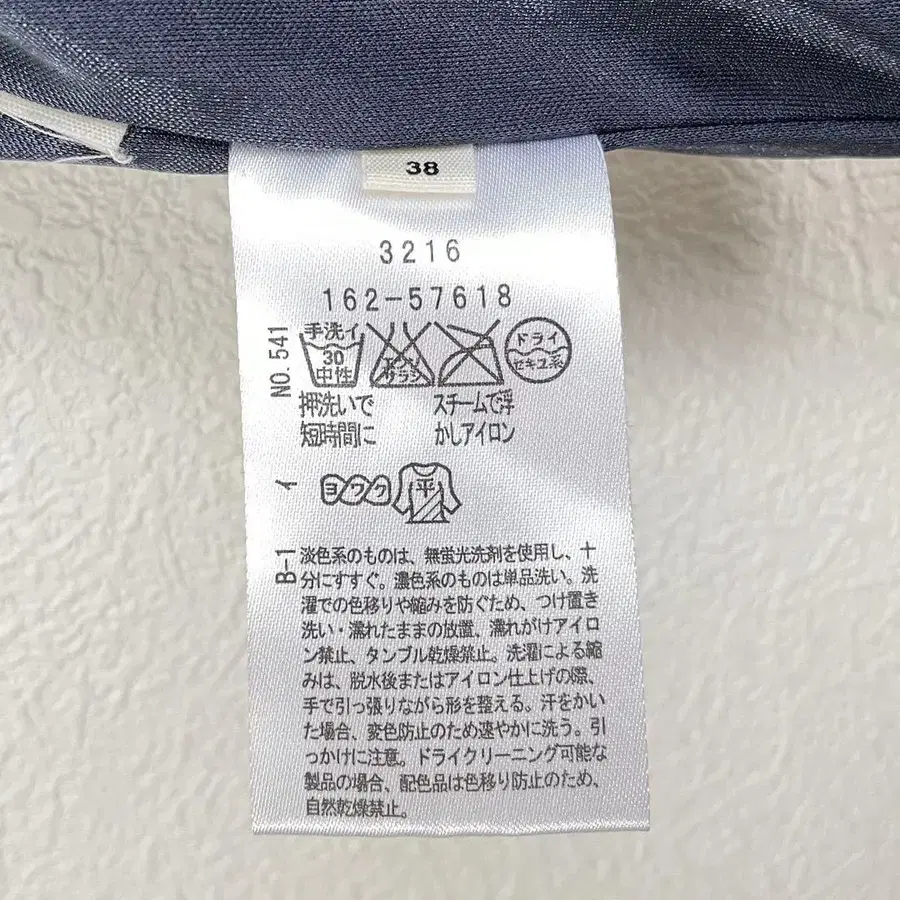 38
3216
162-57618
NO.541
手洗イ
30
中性
エンソ
サラシ
ドライ
セキユ系
押洗いで
短時間に
スチームで浮
かしアイロン
イ
ヨワク
平
B-1
淡色系のものは、無蛍光洗剤を使用し、十
分にすすぐ。濃色系のものは単品洗い。洗
濯での色移りや縮みを防ぐため、つけ置き
洗い・濡れたままの放置、濡れがけアイロ
ン禁止、タンブル乾燥禁止。洗濯による縮
みは、脱水後またはアイロン仕上げの際、
手で引っ張りながら形を整える。汗をかい
た場合、変色防止のため速やかに洗う。引
っかけに注意。ドライクリーニング可能な
製品の場合、配色品は色移り防止のため、
自然乾燥禁止。